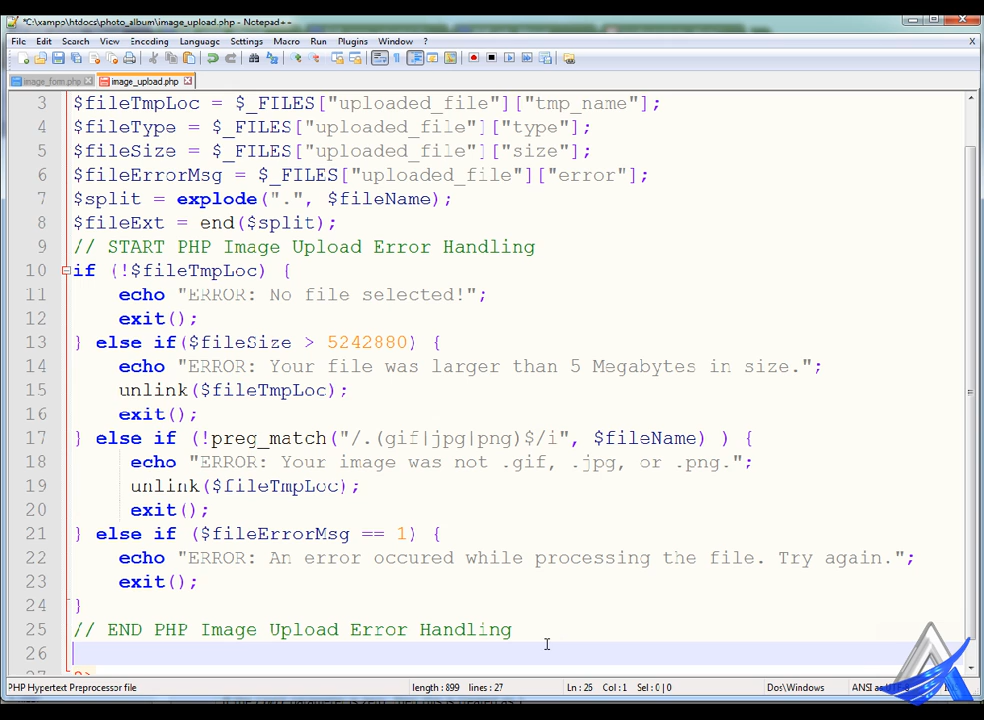 *C:\xampp\htdocs\photo_album\image_upload.php - Notepad++
File Edit Search View Encoding Language Settings Macro Run Plugins Window ? X
image_form.php image_upload.php
3 $fileTmpLoc = $_FILES["uploaded_file"]["tmp_name"];
4 $fileType = $_FILES["uploaded_file"]["type"];
5 $fileSize = $_FILES["uploaded_file"]["size"];
6 $fileErrorMsg = $_FILES["uploaded_file"]["error"];
7 $split = explode(".", $fileName);
8 $fileExt = end($split);
9 // START PHP Image Upload Error Handling
10 if (!$fileTmpLoc) {
11 echo "ERROR: No file selected!";
12 exit();
13 } else if($fileSize > 5242880) {
14 echo "ERROR: Your file was larger than 5 Megabytes in size.";
15 unlink($fileTmpLoc);
16 exit();
17 } else if (!preg_match("/.(gif|jpg|png)$/i", $fileName) ) {
18 echo "ERROR: Your image was not .gif, .jpg, or .png.";
19 unlink($fileTmpLoc);
20 exit();
21 } else if ($fileErrorMsg == 1) {
22 echo "ERROR: An error occured while processing the file. Try again.";
23 exit();
24 }
25 // END PHP Image Upload Error Handling
26
27 ?>
PHP Hypertext Preprocessor file length : 899 lines : 27 Ln : 25 Col : 1 Sel : 0 | 0 Dos\Windows ANSI as